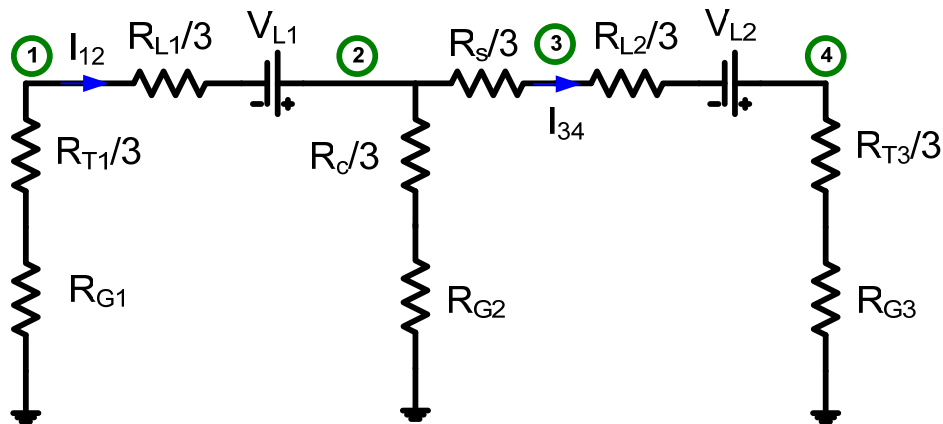 1
I12
RL1/3
VL1
2
Rs/3
3
RL2/3
VL2
4
- +
I34
- +
RT1/3
Rc/3
RT3/3
RG1
RG2
RG3